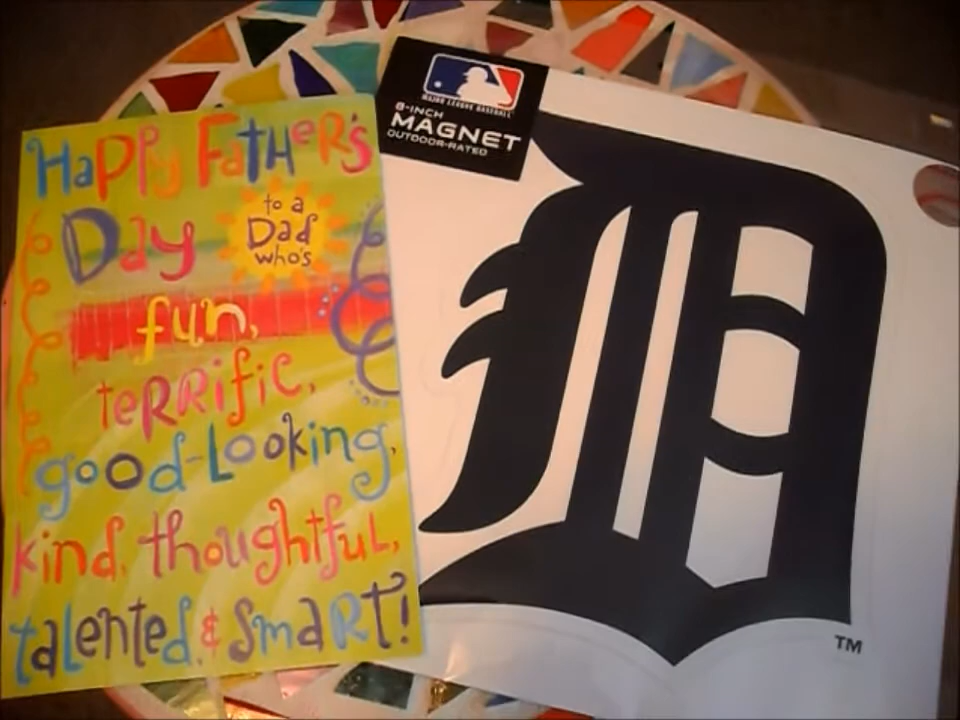 Happy Father's
Day
to a
Dad
who's
fun,
terrific,
good-Looking,
kind, thoughtful,
talented, & smart!
MAJOR LEAGUE BASEBALL
8-INCH
MAGNET
OUTDOOR-RATED
D
TM